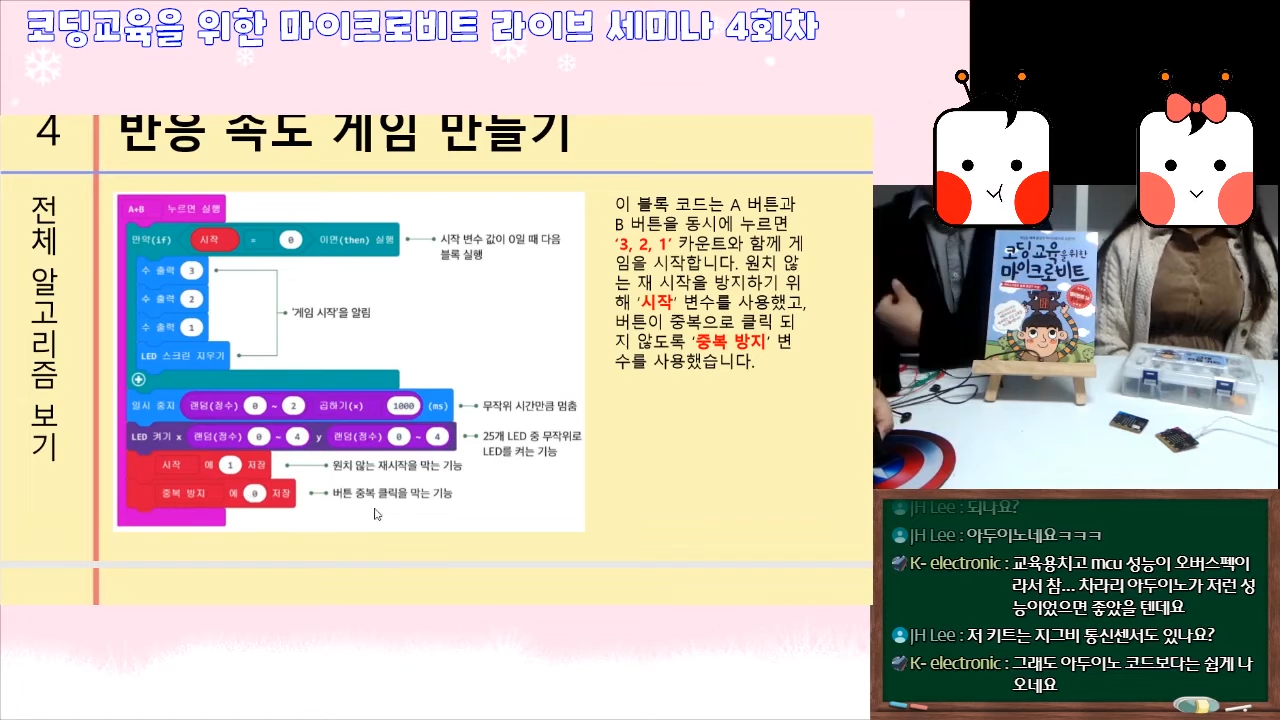 코딩교육을 위한 마이크로비트 라이브 세미나 4회차
4
반응 속도 게임 만들기
전체 알고리즘 보기
A+B 누르면 실행
만약(if) 시작 = 0 이면(then) 실행
시작 변수 값이 0일 때 다음
블록 실행
수 출력 3
수 출력 2
수 출력 1
LED 스크린 지우기
'게임 시작'을 알림
일시 중지 랜덤(정수) 0 ~ 2 곱하기(×) 1000 (ms)
무작위 시간만큼 멈춤
LED 켜기 x 랜덤(정수) 0 ~ 4 y 랜덤(정수) 0 ~ 4
25개 LED 중 무작위로
LED를 켜는 기능
시작 에 1 저장
원치 않는 재시작을 막는 기능
중복 방지 에 0 저장
버튼 중복 클릭을 막는 기능
이 블록 코드는 A 버튼과
B 버튼을 동시에 누르면
'3, 2, 1' 카운트와 함께 게
임을 시작합니다. 원치 않
는 재 시작을 방지하기 위
해 '시작' 변수를 사용했고,
버튼이 중복으로 클릭 되
지 않도록 '중복 방지' 변
수를 사용했습니다.
코딩교육을위한
마이크로비트
JH Lee : 되나요?
JH Lee : 아두이노네요ㅋㅋㅋ
K- electronic : 교육용치고 mcu 성능이 오버스펙이
라서 참... 차라리 아두이노가 저런 성
능이었으면 좋았을 텐데요
JH Lee : 저 키트는 지그비 통신센서도 있나요?
K- electronic : 그래도 아두이노 코드보다는 쉽게 나
오네요